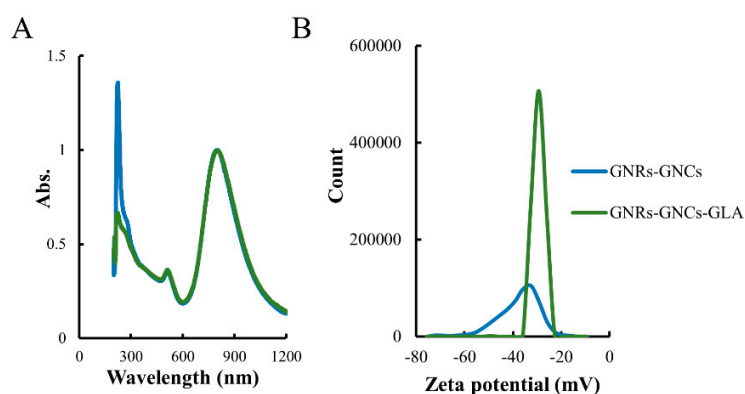 A
1.5
1
0.5
0
Abs.
0 300 600 900 1200
Wavelength (nm)
B
600000
400000
200000
0
Count
-80 -60 -40 -20 0
Zeta potential (mV)
GNRs-GNCs
GNRs-GNCs-GLA